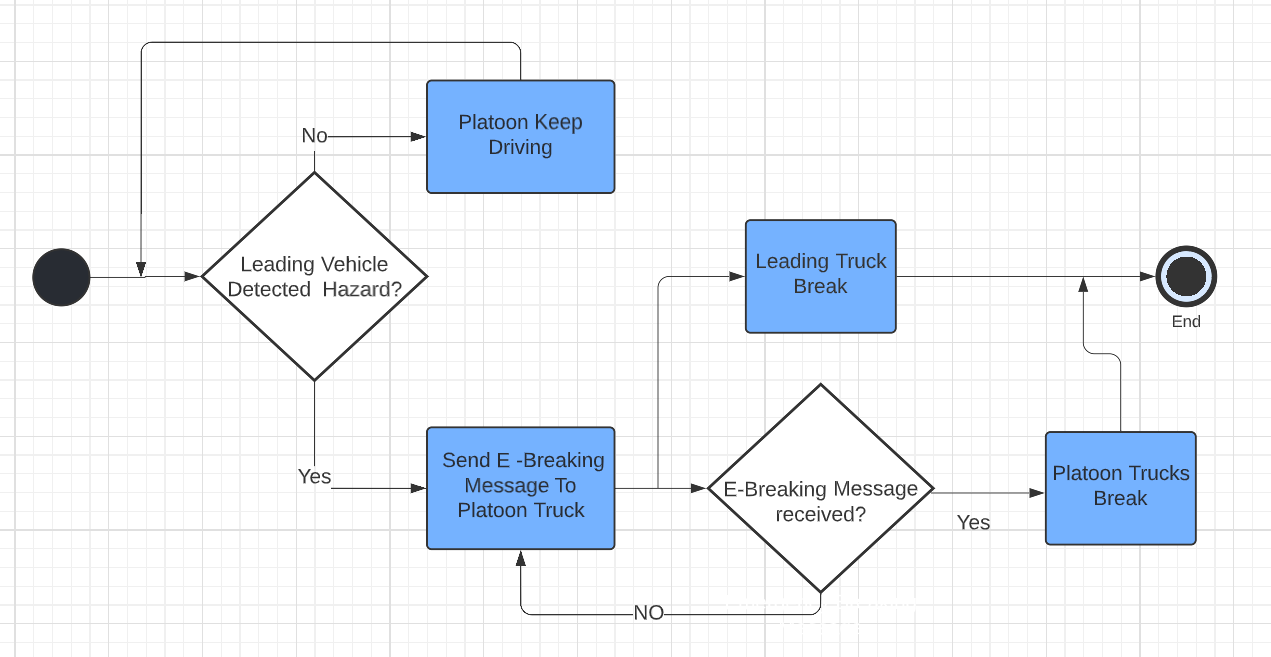 Platoon Keep
Driving
No
Leading Vehicle
Detected Hazard?
Leading Truck
Break
End
Yes
Send E -Breaking
Message To
Platoon Truck
E-Breaking Message
received?
Yes
Platoon Trucks
Break
NO